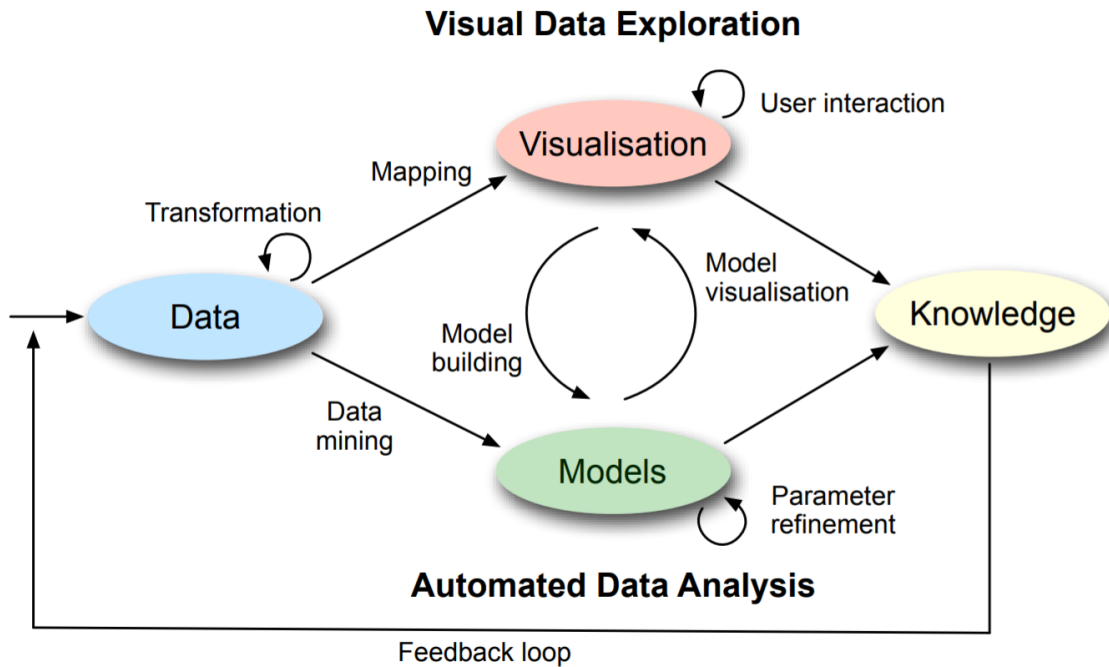 Visual Data Exploration
User interaction
Visualisation
Mapping
Transformation
Model
visualisation
Data
Knowledge
Model
building
Data
mining
Models
Parameter
refinement
Automated Data Analysis
Feedback loop